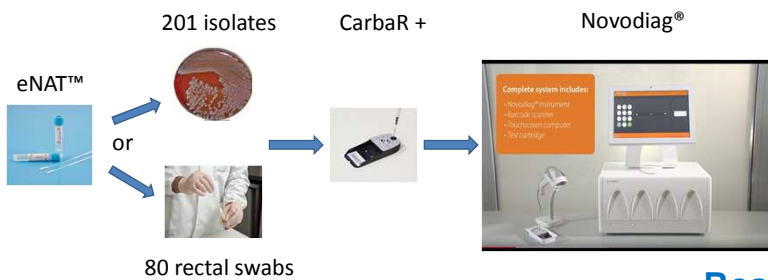 201 isolates
CarbaR +
Novodiag®
eNAT™
or
80 rectal swabs
Complete system includes:
• Novodiag® Instrument
• Barcode scanner
• Touchscreen computer
• Test cartridge